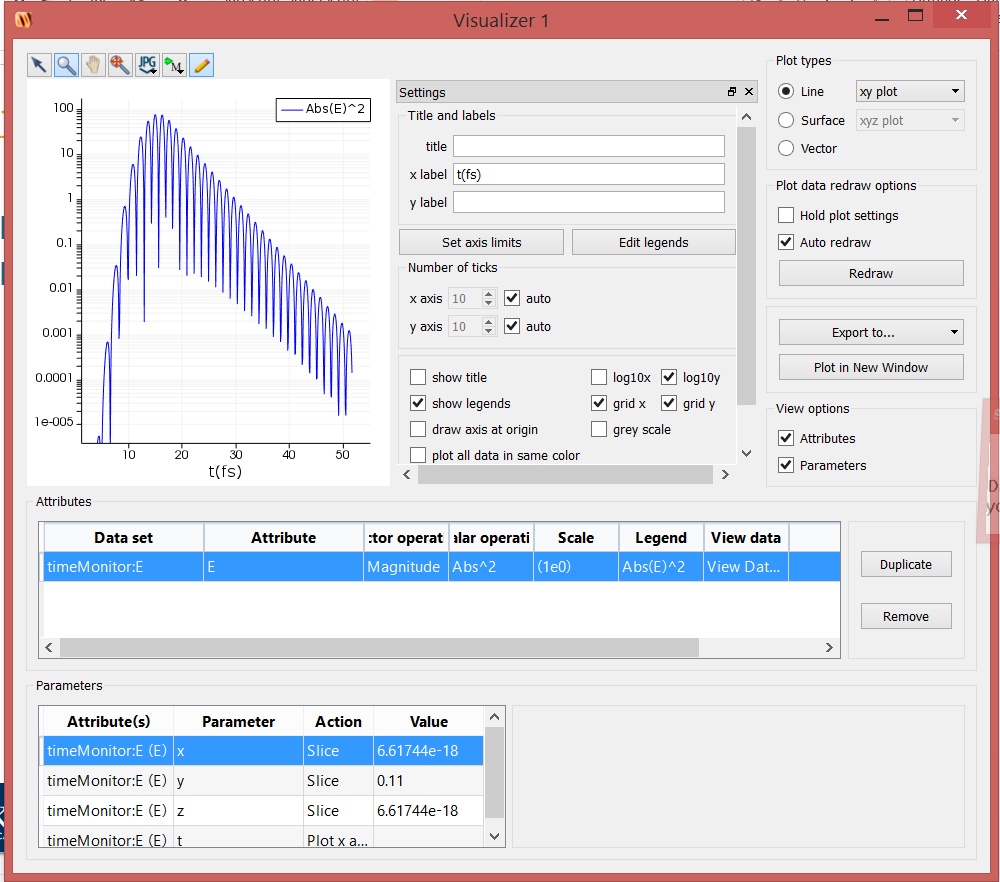 Visualizer 1
JPG
M
100
10
1
0.1
0.01
0.001
0.0001
1e-005
10 20 30 40 50
t(fs)
Abs(E)^2
Settings
Title and labels
title
x label t(fs)
y label
Set axis limits Edit legends
Number of ticks
x axis 10 auto
y axis 10 auto
show title log10x log10y
show legends grid x grid y
draw axis at origin grey scale
plot all data in same color
Plot types
Line xy plot
Surface xyz plot
Vector
Plot data redraw options
Hold plot settings
Auto redraw
Redraw
Export to...
Plot in New Window
View options
Attributes
Parameters
Attributes
Data set Attribute :tor operati alar operati Scale Legend View data
timeMonitor:E E Magnitude Abs^2 (1e0) Abs(E)^2 View Dat...
Duplicate
Remove
Parameters
Attribute(s) Parameter Action Value
timeMonitor:E (E) x Slice 6.61744e-18
timeMonitor:E (E) y Slice 0.11
timeMonitor:E (E) z Slice 6.61744e-18
timeMonitor:E (E) t Plot x a...